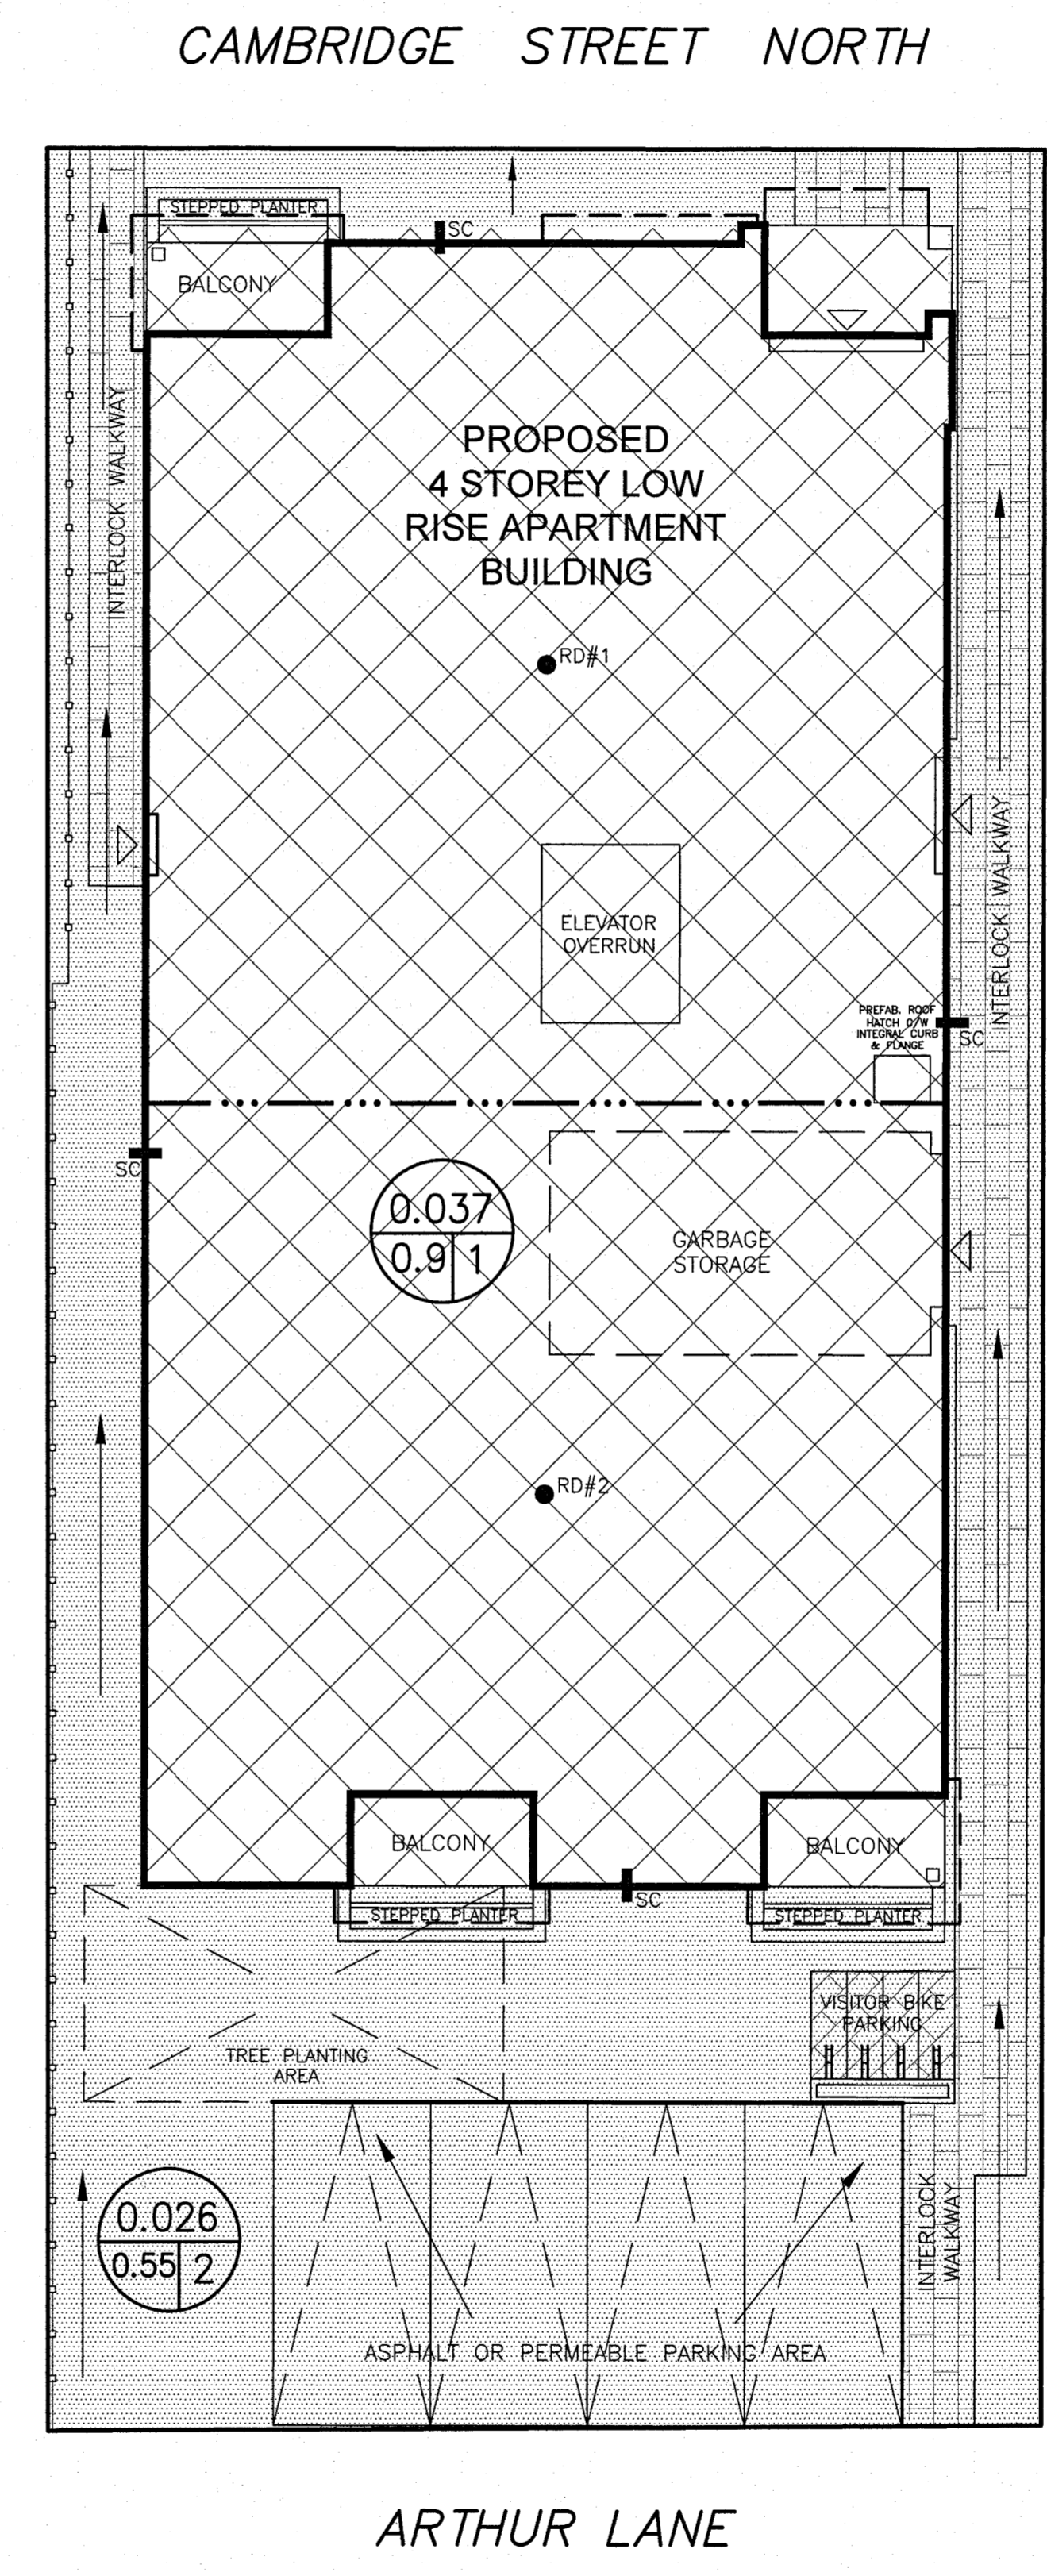 CAMBRIDGE STREET NORTH
STEPPED PLANTER
SC
BALCONY
INTERLOCK WALKWAY
PROPOSED
4 STOREY LOW
RISE APARTMENT
BUILDING
RD#1
INTERLOCK WALKWAY
ELEVATOR
OVERRUN
PREFAB. ROOF
HATCH C/W
INTEGRAL CURB
& FLANGE
SC
SC
0.037
0.9 1
GARBAGE
STORAGE
RD#2
BALCONY
BALCONY
SC
STEPPED PLANTER
STEPPED PLANTER
VISITOR BIKE
PARKING
TREE PLANTING
AREA
0.026
0.55 2
INTERLOCK
WALKWAY
ASPHALT OR PERMEABLE PARKING AREA
ARTHUR LANE